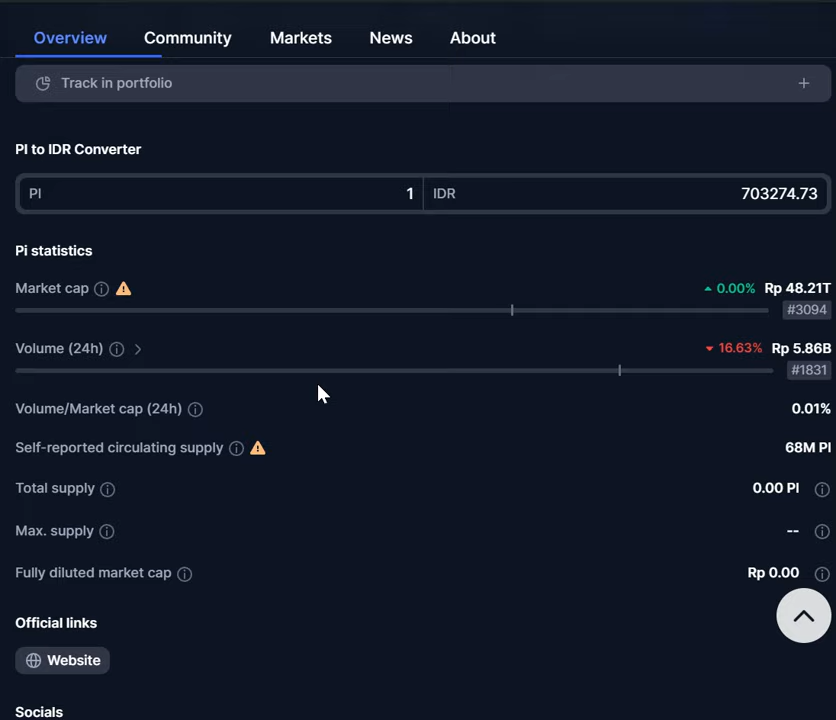 Overview Community Markets News About
Track in portfolio +
PI to IDR Converter
PI 1 IDR 703274.73
Pi statistics
Market cap 0.00% Rp 48.21T
#3094
Volume (24h) 16.63% Rp 5.86B
#1831
Volume/Market cap (24h) 0.01%
Self-reported circulating supply 68M PI
Total supply 0.00 PI
Max. supply --
Fully diluted market cap Rp 0.00
Official links
Website
Socials